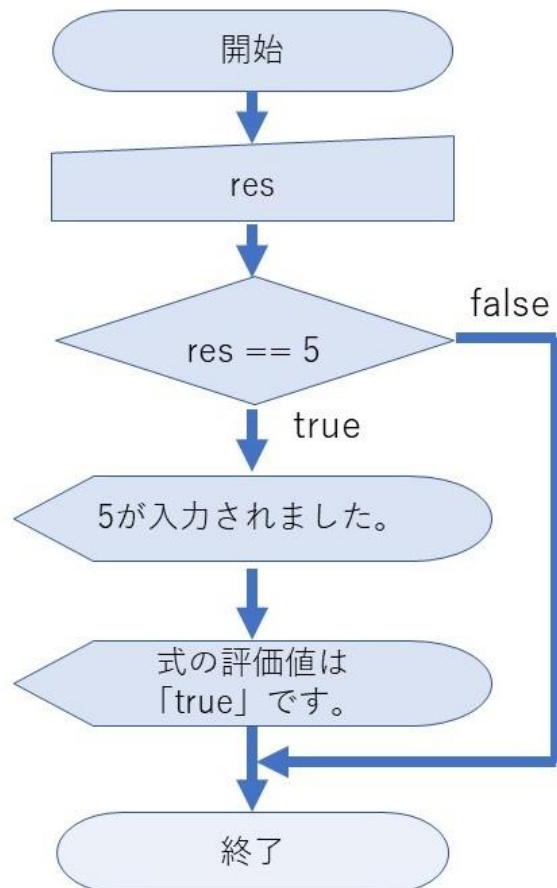 開始
res
res == 5
false
true
5が入力されました。
式の評価値は
「true」です。
終了